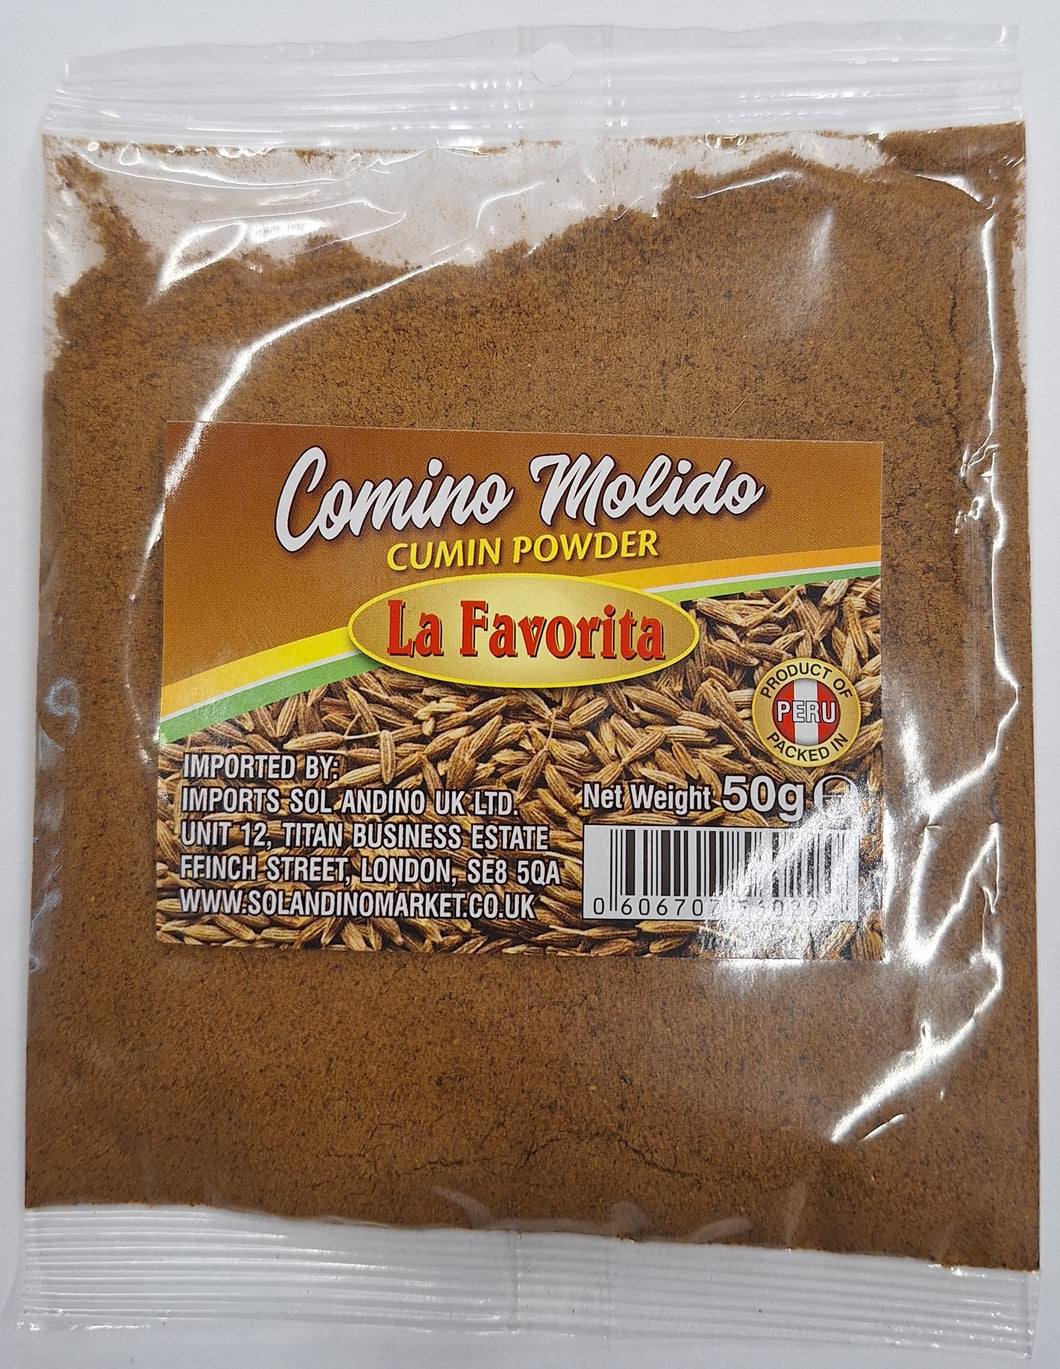 Comino Molido
CUMIN POWDER
La Favorita
PRODUCT OF
PERU
PACKED IN
IMPORTED BY:
IMPORTS SOL ANDINO UK LTD.
UNIT 12, TITAN BUSINESS ESTATE
FFINCH STREET, LONDON, SE8 5QA
WWW.SOLANDINOMARKET.CO.UK
Net Weight 50g e